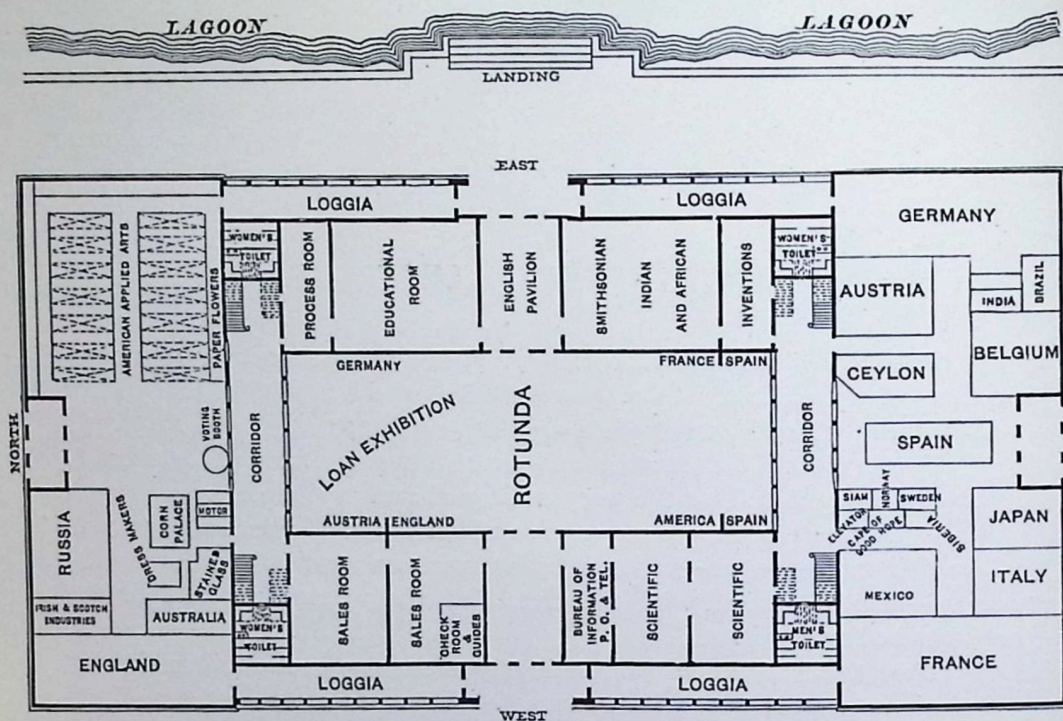 LAGOON
LAGOON
LANDING
EAST
LOGGIA
LOGGIA
GERMANY
AMERICAN APPLIED ARTS
PAPER FLOWERS
WOMEN'S
TOILET
PROCESS ROOM
EDUCATIONAL
ROOM
ENGLISH
PAVILION
SMITHSONIAN
INDIAN
AND AFRICAN
INVENTIONS
WOMEN'S
TOILET
AUSTRIA
INDIA
BRAZIL
BELGIUM
GERMANY
FRANCE
SPAIN
CEYLON
NORTH
VOTING
BOOTH
CORRIDOR
LOAN EXHIBITION
ROTUNDA
CORRIDOR
SPAIN
AUSTRIA
ENGLAND
AMERICA
SPAIN
RUSSIA
DRESS MAKERS
CORN
PALACE
MOTOR
STAINED
GLASS
SIAM
NORWAY
SWEDEN
ELEVATOR
CAPE OF
GOOD HOPE
SIBERIA
JAPAN
ITALY
MEXICO
IRISH & SCOTCH
INDUSTRIES
AUSTRALIA
WOMEN'S
TOILET
SALES ROOM
SALES ROOM
CHECK
ROOM
&
GUIDES
BUREAU OF
INFORMATION
P. O. & TEL.
SCIENTIFIC
SCIENTIFIC
MEN'S
TOILET
ENGLAND
FRANCE
LOGGIA
LOGGIA
WEST